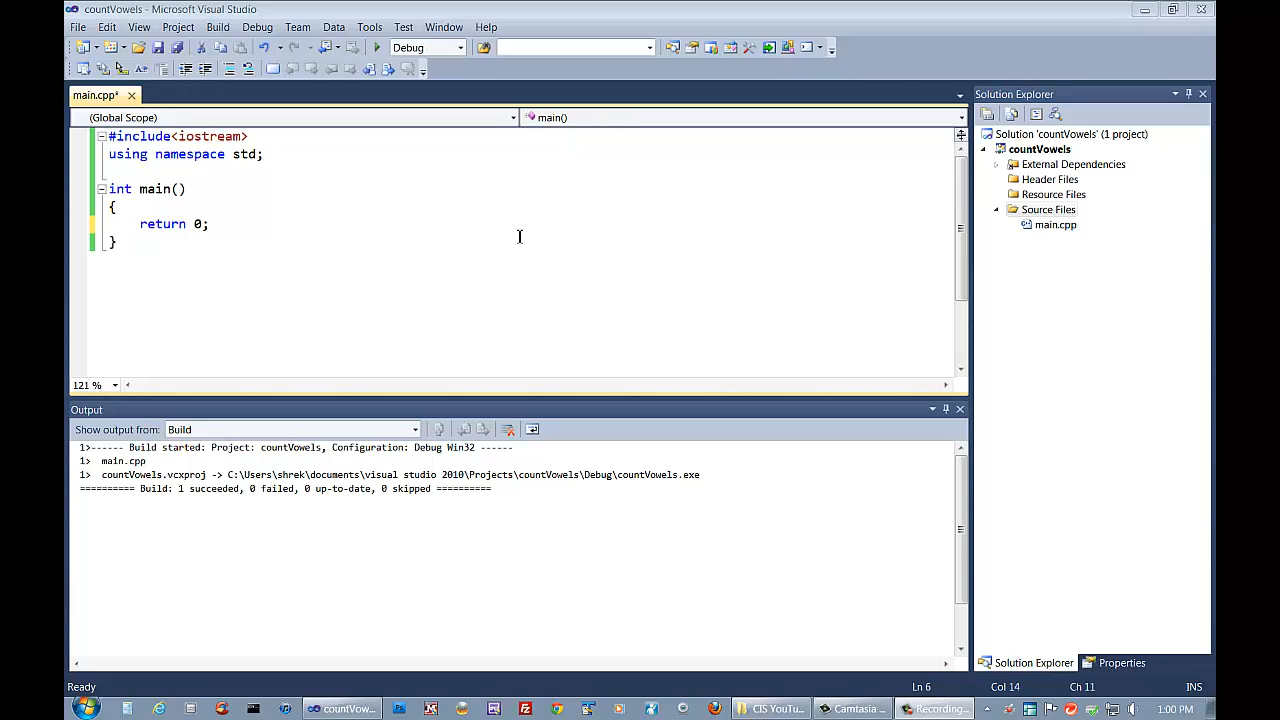 countVowels - Microsoft Visual Studio
File Edit View Project Build Debug Team Data Tools Test Window Help
Debug
main.cpp*
Solution Explorer
(Global Scope) main()
#include<iostream>
using namespace std;
int main()
{
return 0;
}
Solution 'countVowels' (1 project)
countVowels
External Dependencies
Header Files
Resource Files
Source Files
main.cpp
121 %
Output
Show output from: Build
1>------ Build started: Project: countVowels, Configuration: Debug Win32 ------
1> main.cpp
1> countVowels.vcxproj -> C:\Users\shrek\documents\visual studio 2010\Projects\countVowels\Debug\countVowels.exe
========== Build: 1 succeeded, 0 failed, 0 up-to-date, 0 skipped ==========
Solution Explorer Properties
Ready Ln 6 Col 14 Ch 11 INS
countVow... CIS YouTu... Camtasia ... Recording... 1:00 PM